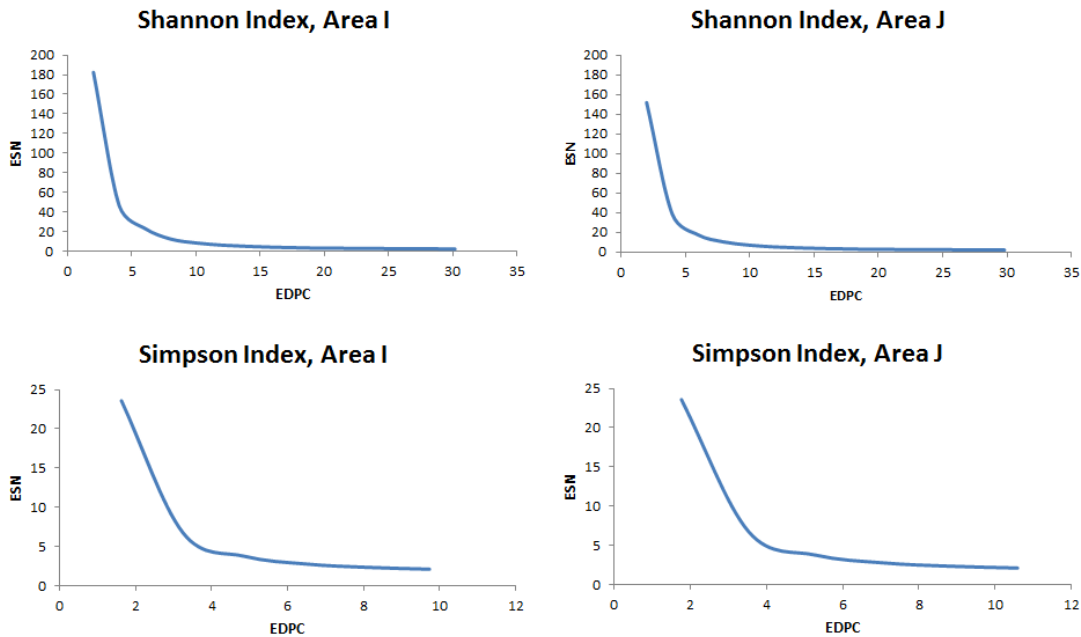 Shannon Index, Area I
200
180
160
140
120
100
80
60
40
20
0
ESN
0 5 10 15 20 25 30 35
EDPC
Shannon Index, Area J
200
180
160
140
120
100
80
60
40
20
0
ESN
0 5 10 15 20 25 30 35
EDPC
Simpson Index, Area I
25
20
15
10
5
0
ESN
0 2 4 6 8 10 12
EDPC
Simpson Index, Area J
25
20
15
10
5
0
ESN
0 2 4 6 8 10 12
EDPC